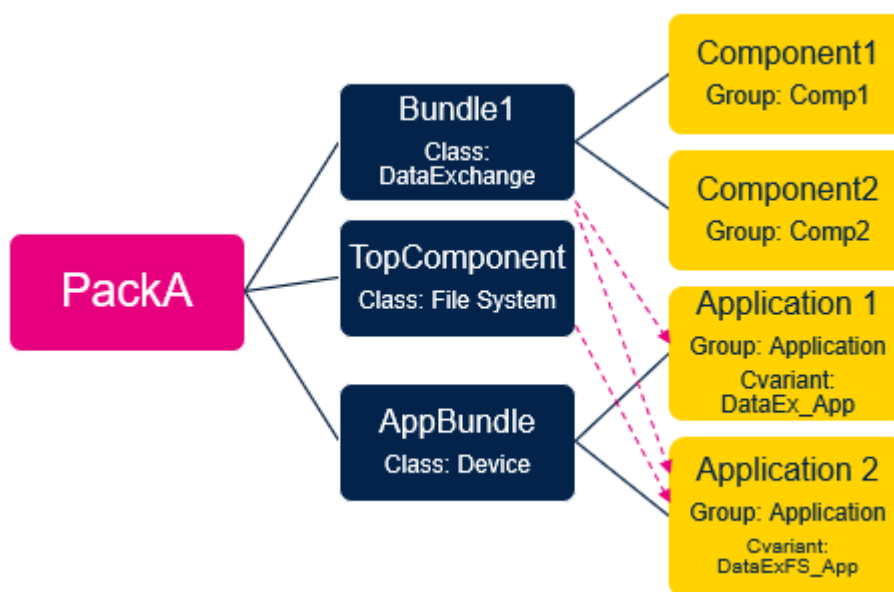 PackA
Bundle1
Class:
DataExchange
TopComponent
Class: File System
AppBundle
Class: Device
Component1
Group: Comp1
Component2
Group: Comp2
Application 1
Group: Application
Cvariant:
DataEx_App
Application 2
Group: Application
Cvariant:
DataExFS_App